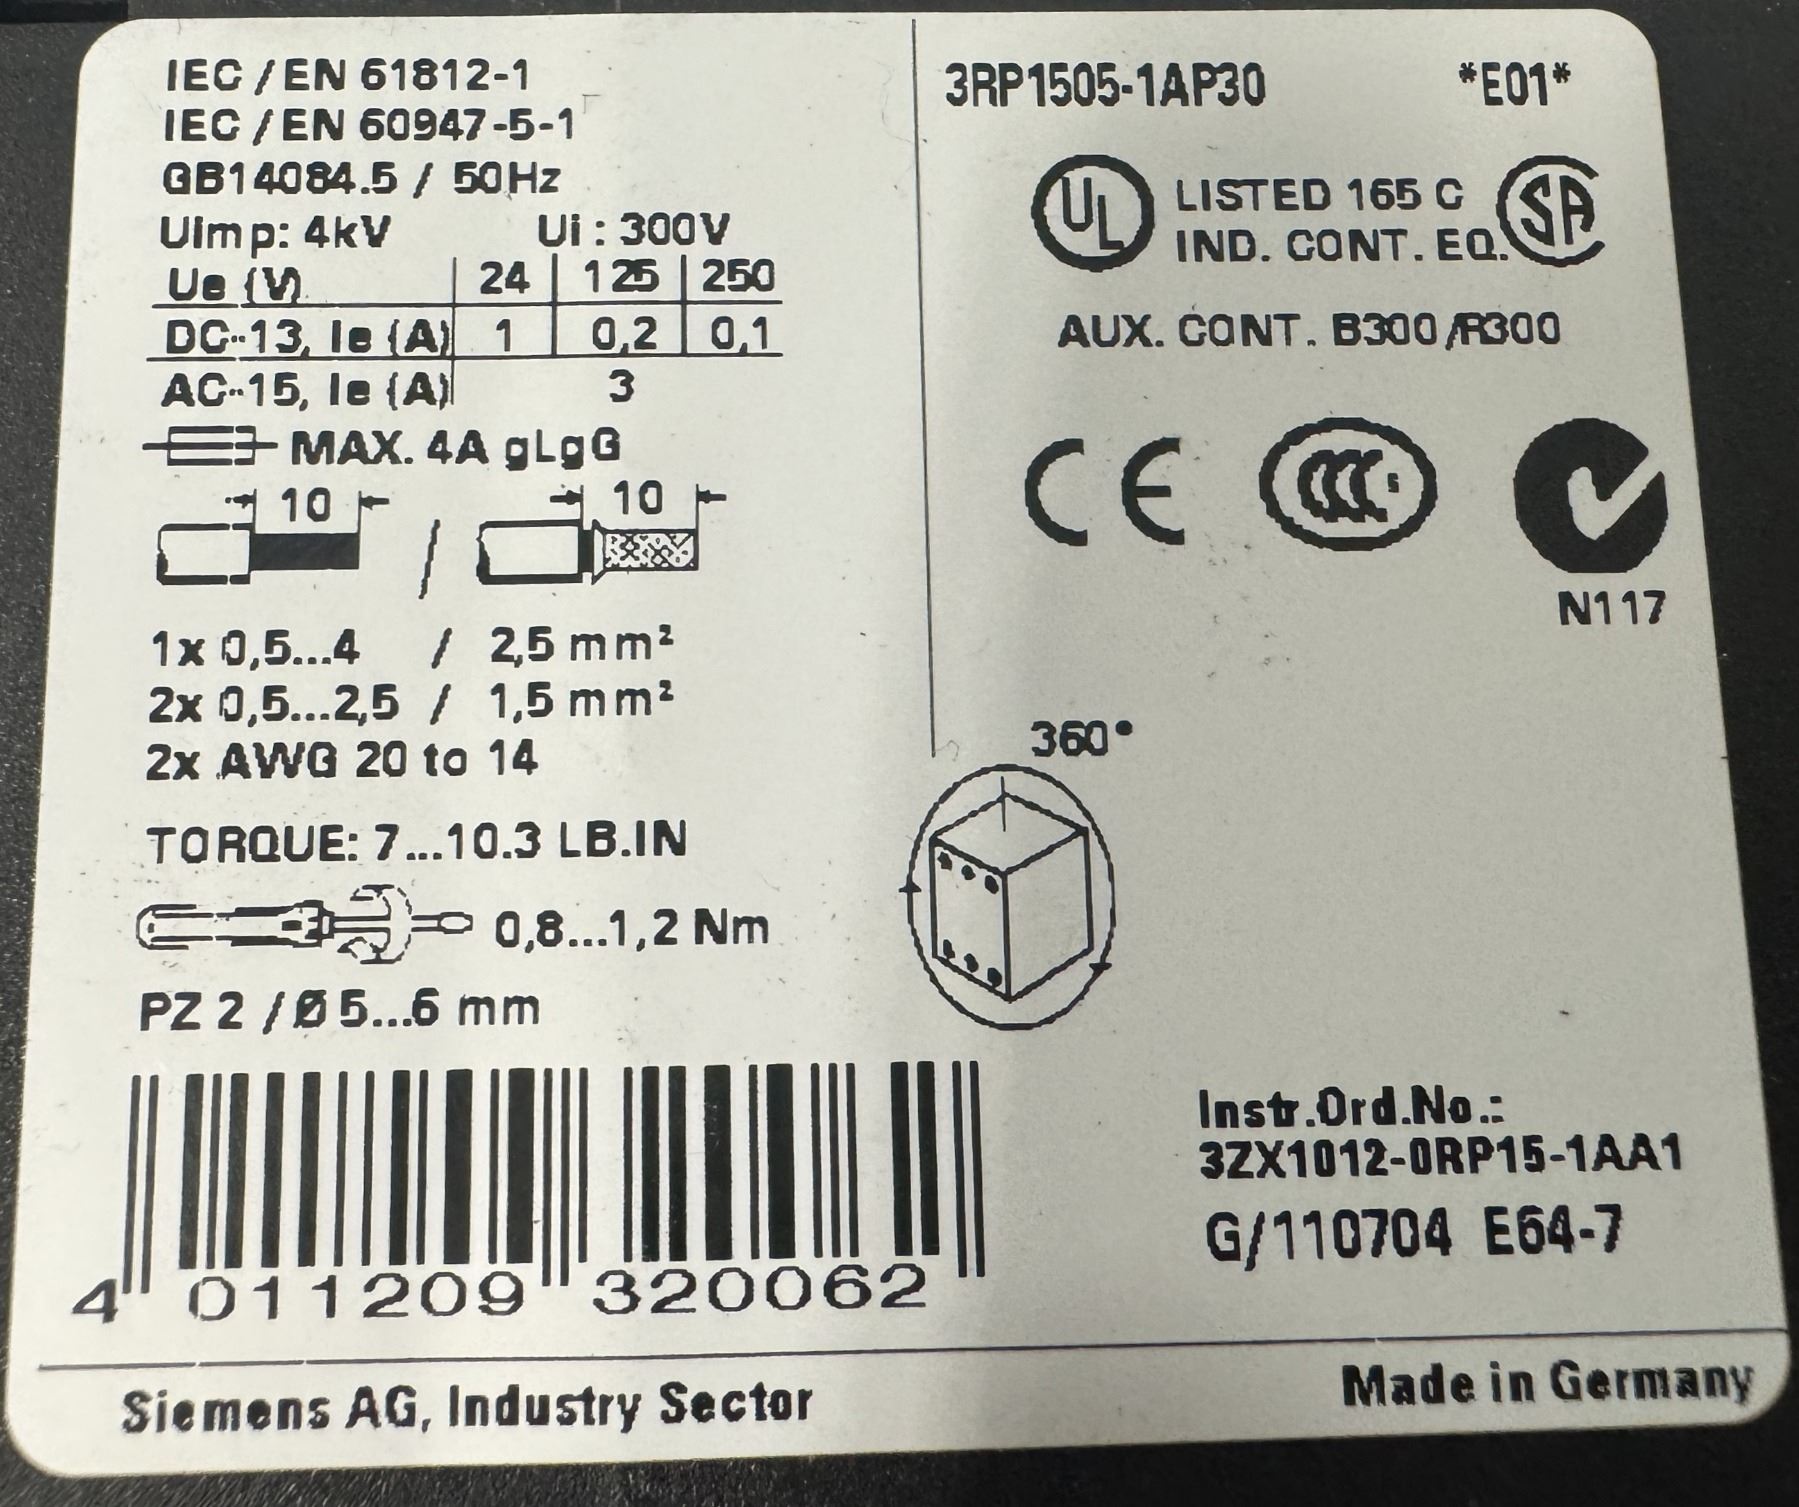 IEC / EN 61812-1
IEC / EN 60947-5-1
GB14084.5 / 50Hz
Uimp: 4kV Ui : 300V
Ue (V) 24 125 250
DC-13, Ie (A) 1 0,2 0,1
AC-15, Ie (A) 3
MAX. 4A gLgG
10 / 10
1x 0,5...4 / 2,5 mm²
2x 0,5...2,5 / 1,5 mm²
2x AWG 20 to 14
TORQUE: 7...10.3 LB.IN
0,8...1,2 Nm
PZ 2 / Ø 5...6 mm
4 011209 320062
3RP1505-1AP30 *E01*
UL LISTED 165 C SA
IND. CONT. EQ.
AUX. CONT. B300/R300
CE CCC S
N117
360°
Instr.Ord.No.:
3ZX1012-0RP15-1AA1
G/110704 E64-7
Siemens AG, Industry Sector
Made in Germany